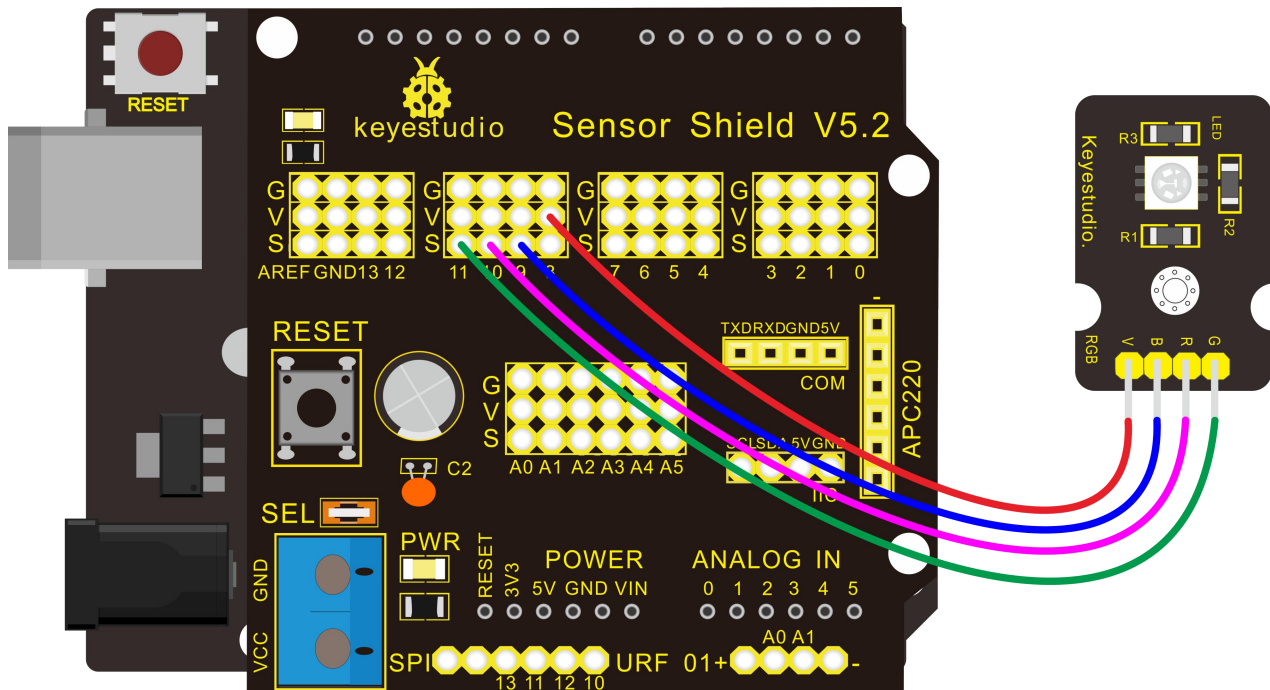 RESET
keyestudio
Sensor Shield V5.2
G G G
V V V V
S S S S
AREF GND 13 12
11 10 9 8
7 6 5 4
3 2 1 0
RESET
TXD RXD GND 5V
COM
-
APC220
G
V
S
A0 A1 A2 A3 A4 A5
SCL SDA 5V GND
IIC
C2
SEL
PWR
GND
VCC
POWER
RESET 3V3 5V GND VIN
ANALOG IN
0 1 2 3 4 5
SPI
13 11 12 10
URF 01+
A0 A1
-
Keyestudio.
R3
LED
R2
R1
RGB
V B R G